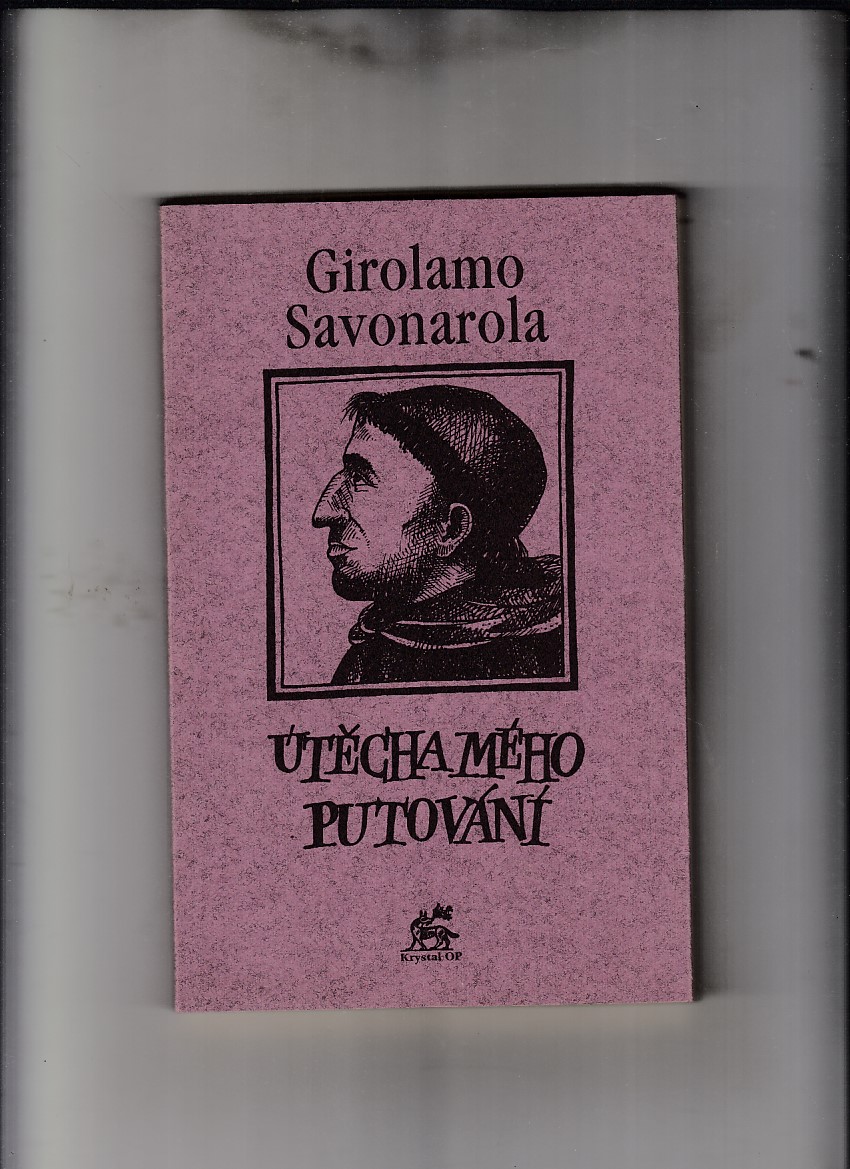 Girolamo
Savonarola
ÚTĚCHA MÉHO
PUTOVÁNÍ
Krystal OP